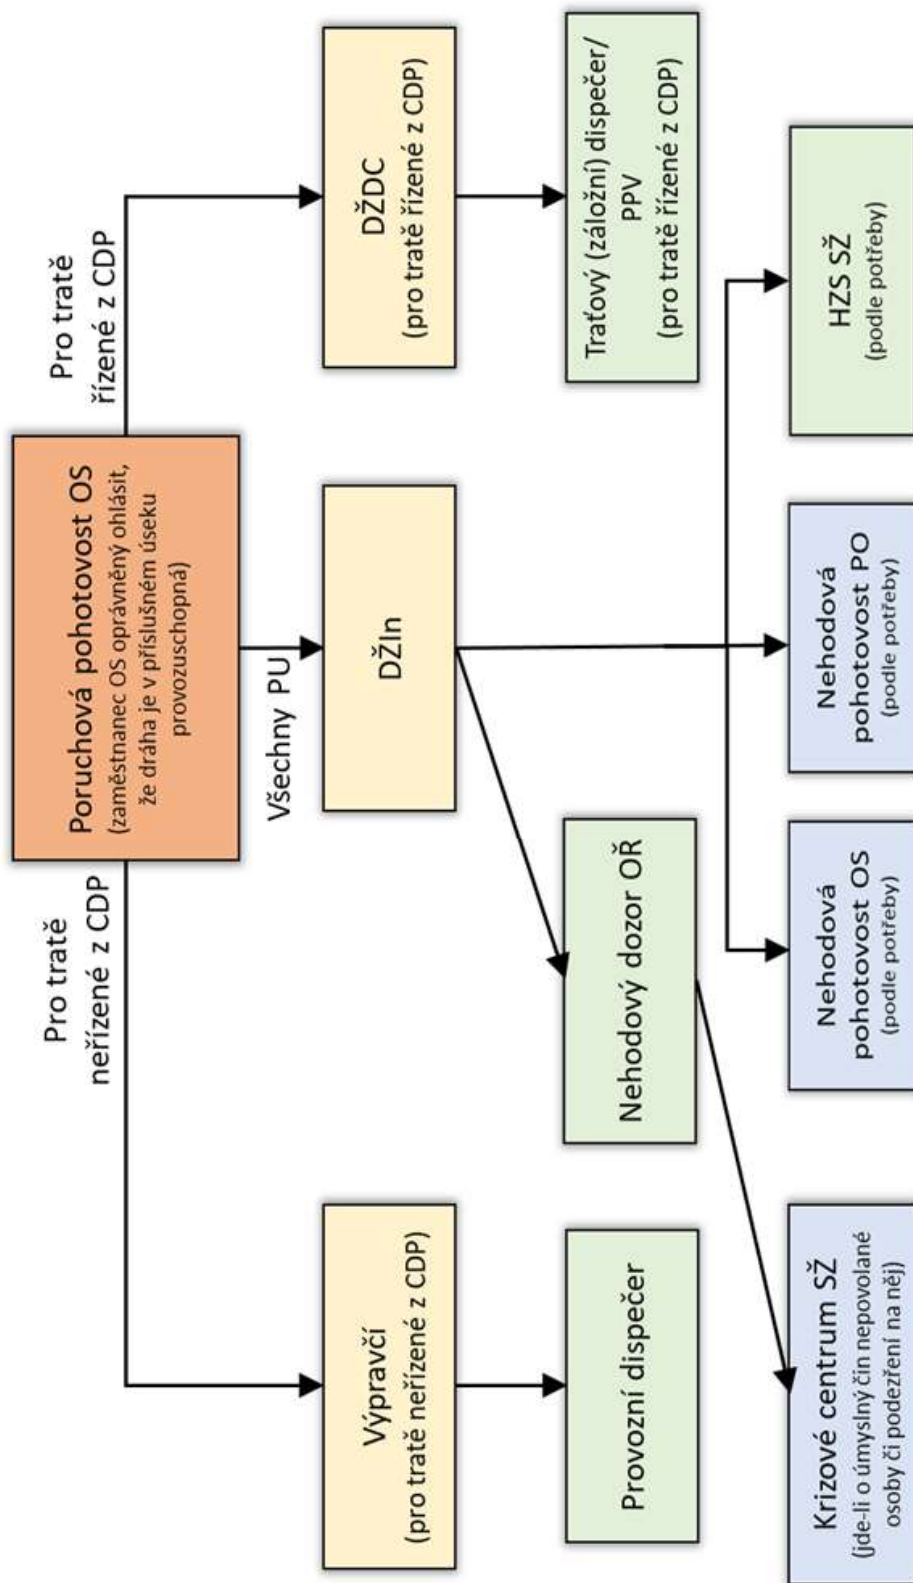 Poruchová pohotovost OS
(zaměstnanec OS oprávněný ohlásit,
že dráha je v příslušném úseku
provozuschopná)
Pro tratě
neřízené z CDP
Všechny PU
Pro tratě
řízené z CDP
Výpravčí
(pro tratě neřízené z CDP)
DŽIn
DŽDC
(pro tratě řízené z CDP)
Provozní dispečer
Nehodový dozor OŘ
Traťový (záložní) dispečer/
PPV
(pro tratě řízené z CDP)
Krizové centrum SŽ
(jde-li o úmyslný čin nepovolané
osoby či podezření na něj)
Nehodová
pohotovost OS
(podle potřeby)
Nehodová
pohotovost PO
(podle potřeby)
HZS SŽ
(podle potřeby)